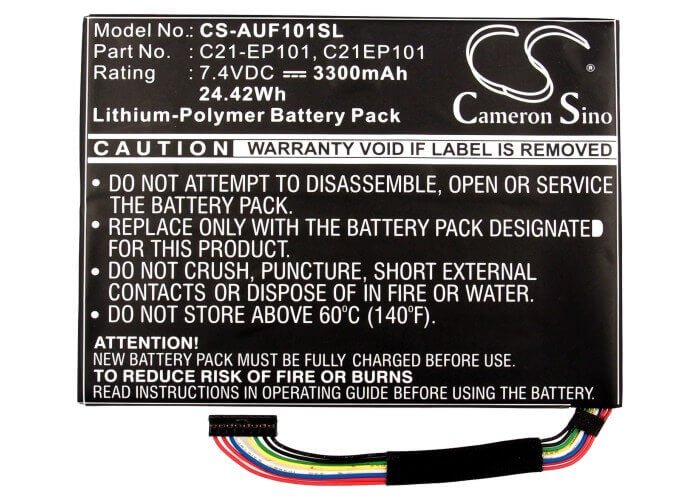 Model No.: CS-AUF101SL
Part No. : C21-EP101, C21EP101
Rating : 7.4VDC ⎓ 3300mAh
24.42Wh
Lithium-Polymer Battery Pack
CS
Cameron Sino
CAUTION WARRANTY VOID IF LABEL IS REMOVED
• DO NOT ATTEMPT TO DISASSEMBLE, OPEN OR SERVICE
THE BATTERY PACK.
• REPLACE ONLY WITH THE BATTERY PACK DESIGNATED
FOR THIS PRODUCT.
• DO NOT CRUSH, PUNCTURE, SHORT EXTERNAL
CONTACTS OR DISPOSE OF IN FIRE OR WATER.
• DO NOT STORE ABOVE 60°C (140°F).
WARNING!
NEW BATTERY PACK MUST BE FULLY CHARGED BEFORE USE.
TO REDUCE RISK OF FIRE OR BURNS
READ INSTRUCTIONS IN OPERATING GUIDE BEFORE USING THE BATTERY.